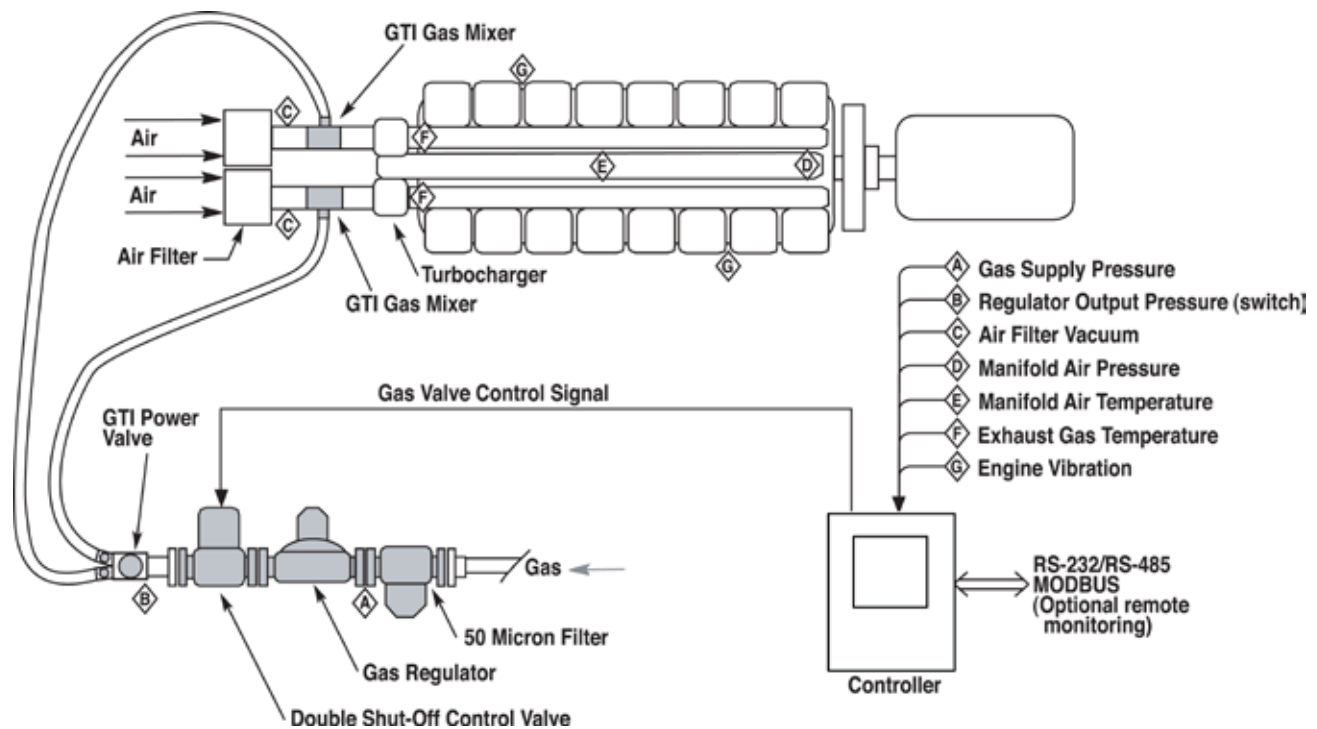 GTI Gas Mixer
G
C
Air
F
E
D
Air
F
C
Air Filter
Turbocharger
G
GTI Gas Mixer
A Gas Supply Pressure
B Regulator Output Pressure (switch)
C Air Filter Vacuum
D Manifold Air Pressure
E Manifold Air Temperature
F Exhaust Gas Temperature
G Engine Vibration
Gas Valve Control Signal
GTI Power
Valve
Gas
B
A
50 Micron Filter
Gas Regulator
Double Shut-Off Control Valve
RS-232/RS-485
MODBUS
(Optional remote
monitoring)
Controller